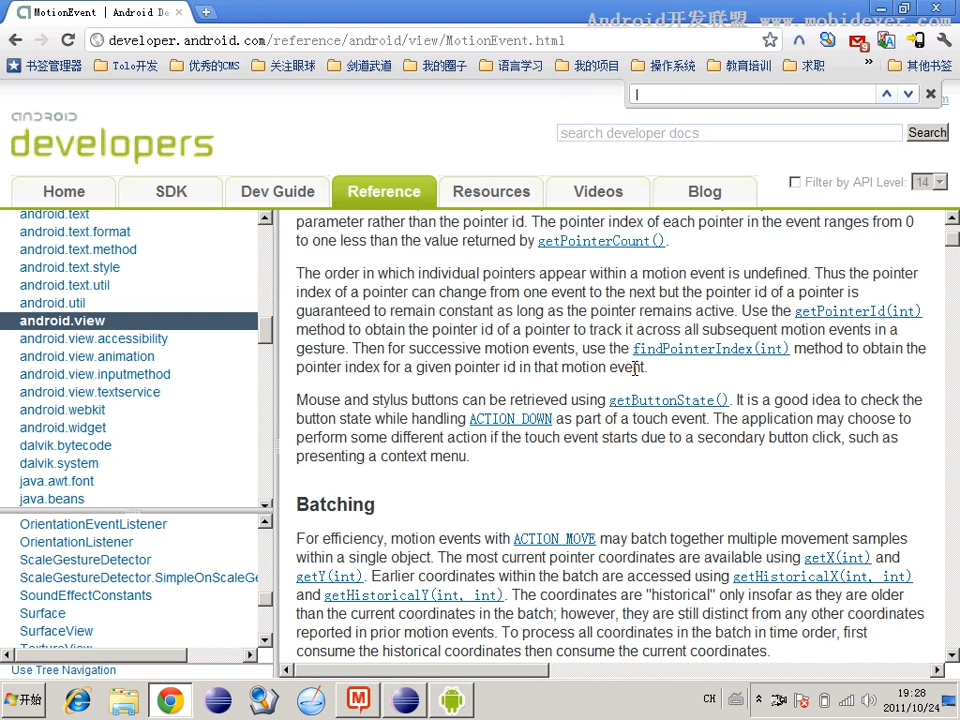 MotionEvent | Android De
Android开发联盟 www.mobidever.com
developer.android.com/reference/android/view/MotionEvent.html
书签管理器 Tolo开发 优秀的CMS 关注眼球 剑道武道 我的圈子 语言学习 我的项目 操作系统 教育培训 求职 » 其他书签
android
developers
search developer docs Search
Home SDK Dev Guide Reference Resources Videos Blog
Filter by API Level: 14
android.text
android.text.format
android.text.method
android.text.style
android.text.util
android.util
android.view
android.view.accessibility
android.view.animation
android.view.inputmethod
android.view.textservice
android.webkit
android.widget
dalvik.bytecode
dalvik.system
java.awt.font
java.beans
OrientationEventListener
OrientationListener
ScaleGestureDetector
ScaleGestureDetector.SimpleOnScaleGe
SoundEffectConstants
Surface
SurfaceView
TextureView
Use Tree Navigation
parameter rather than the pointer id. The pointer index of each pointer in the event ranges from 0
to one less than the value returned by getPointerCount().
The order in which individual pointers appear within a motion event is undefined. Thus the pointer
index of a pointer can change from one event to the next but the pointer id of a pointer is
guaranteed to remain constant as long as the pointer remains active. Use the getPointerId(int)
method to obtain the pointer id of a pointer to track it across all subsequent motion events in a
gesture. Then for successive motion events, use the findPointerIndex(int) method to obtain the
pointer index for a given pointer id in that motion event.
Mouse and stylus buttons can be retrieved using getButtonState(). It is a good idea to check the
button state while handling ACTION_DOWN as part of a touch event. The application may choose to
perform some different action if the touch event starts due to a secondary button click, such as
presenting a context menu.
Batching
For efficiency, motion events with ACTION_MOVE may batch together multiple movement samples
within a single object. The most current pointer coordinates are available using getX(int) and
getY(int). Earlier coordinates within the batch are accessed using getHistoricalX(int, int)
and getHistoricalY(int, int). The coordinates are "historical" only insofar as they are older
than the current coordinates in the batch; however, they are still distinct from any other coordinates
reported in prior motion events. To process all coordinates in the batch in time order, first
consume the historical coordinates then consume the current coordinates.
开始
CH
19:28
2011/10/24